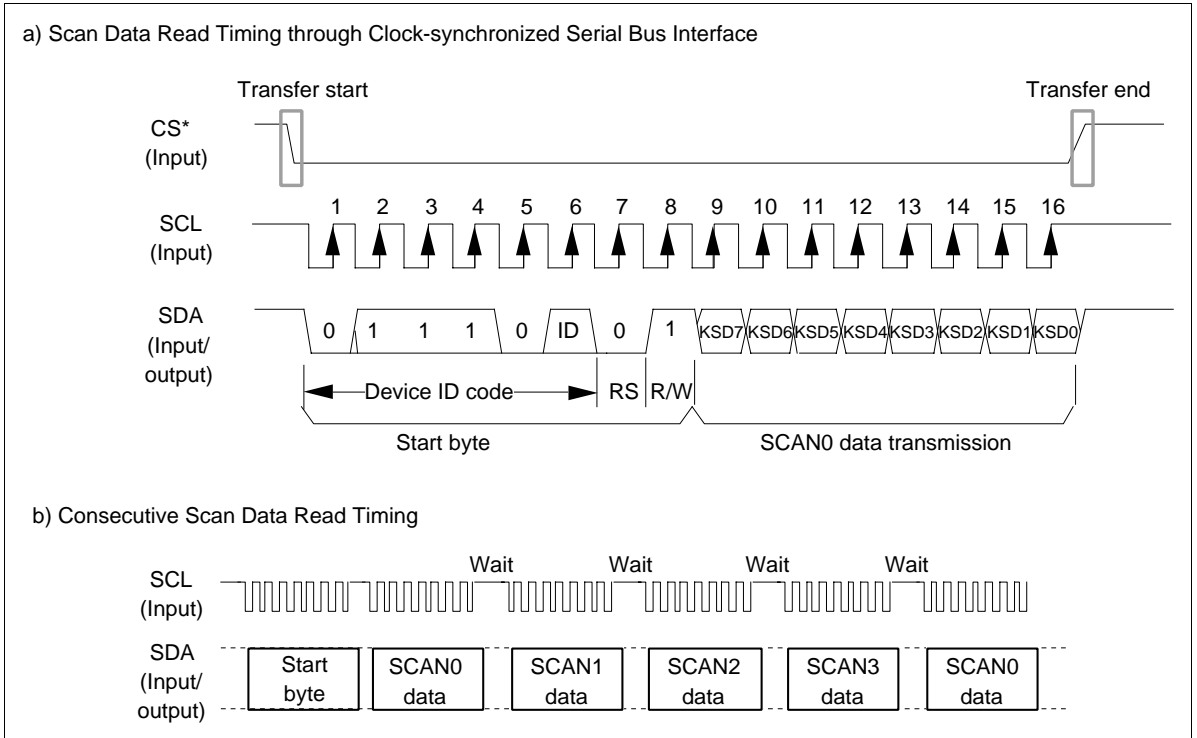 a) Scan Data Read Timing through Clock-synchronized Serial Bus Interface
Transfer start
Transfer end
CS*
(Input)
1 2 3 4 5 6 7 8 9 10 11 12 13 14 15 16
SCL
(Input)
SDA
(Input/
output)
0 1 1 1 0 ID 0 1 KSD7 KSD6 KSD5 KSD4 KSD3 KSD2 KSD1 KSD0
Device ID code RS R/W
Start byte
SCAN0 data transmission
b) Consecutive Scan Data Read Timing
Wait Wait Wait Wait
SCL
(Input)
SDA
(Input/
output)
Start
byte
SCAN0
data
SCAN1
data
SCAN2
data
SCAN3
data
SCAN0
data